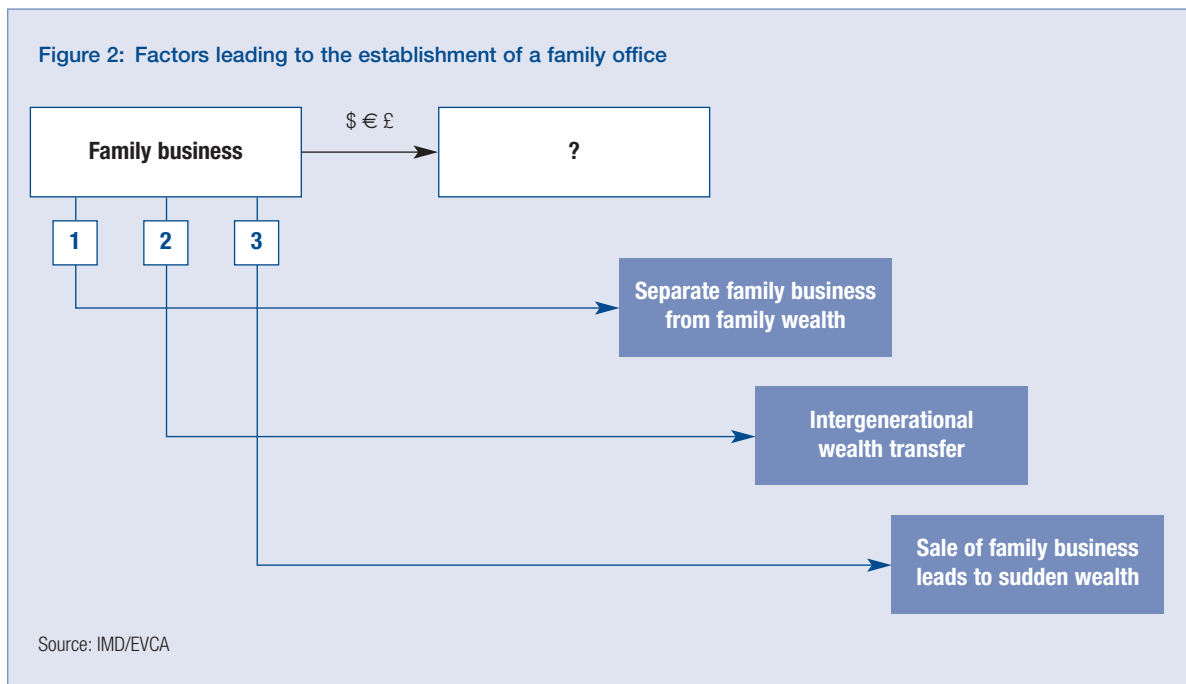 Figure 2: Factors leading to the establishment of a family office
Family business
$ € £
?
1
2
3
Separate family business
from family wealth
Intergenerational
wealth transfer
Sale of family business
leads to sudden wealth
Source: IMD/EVCA